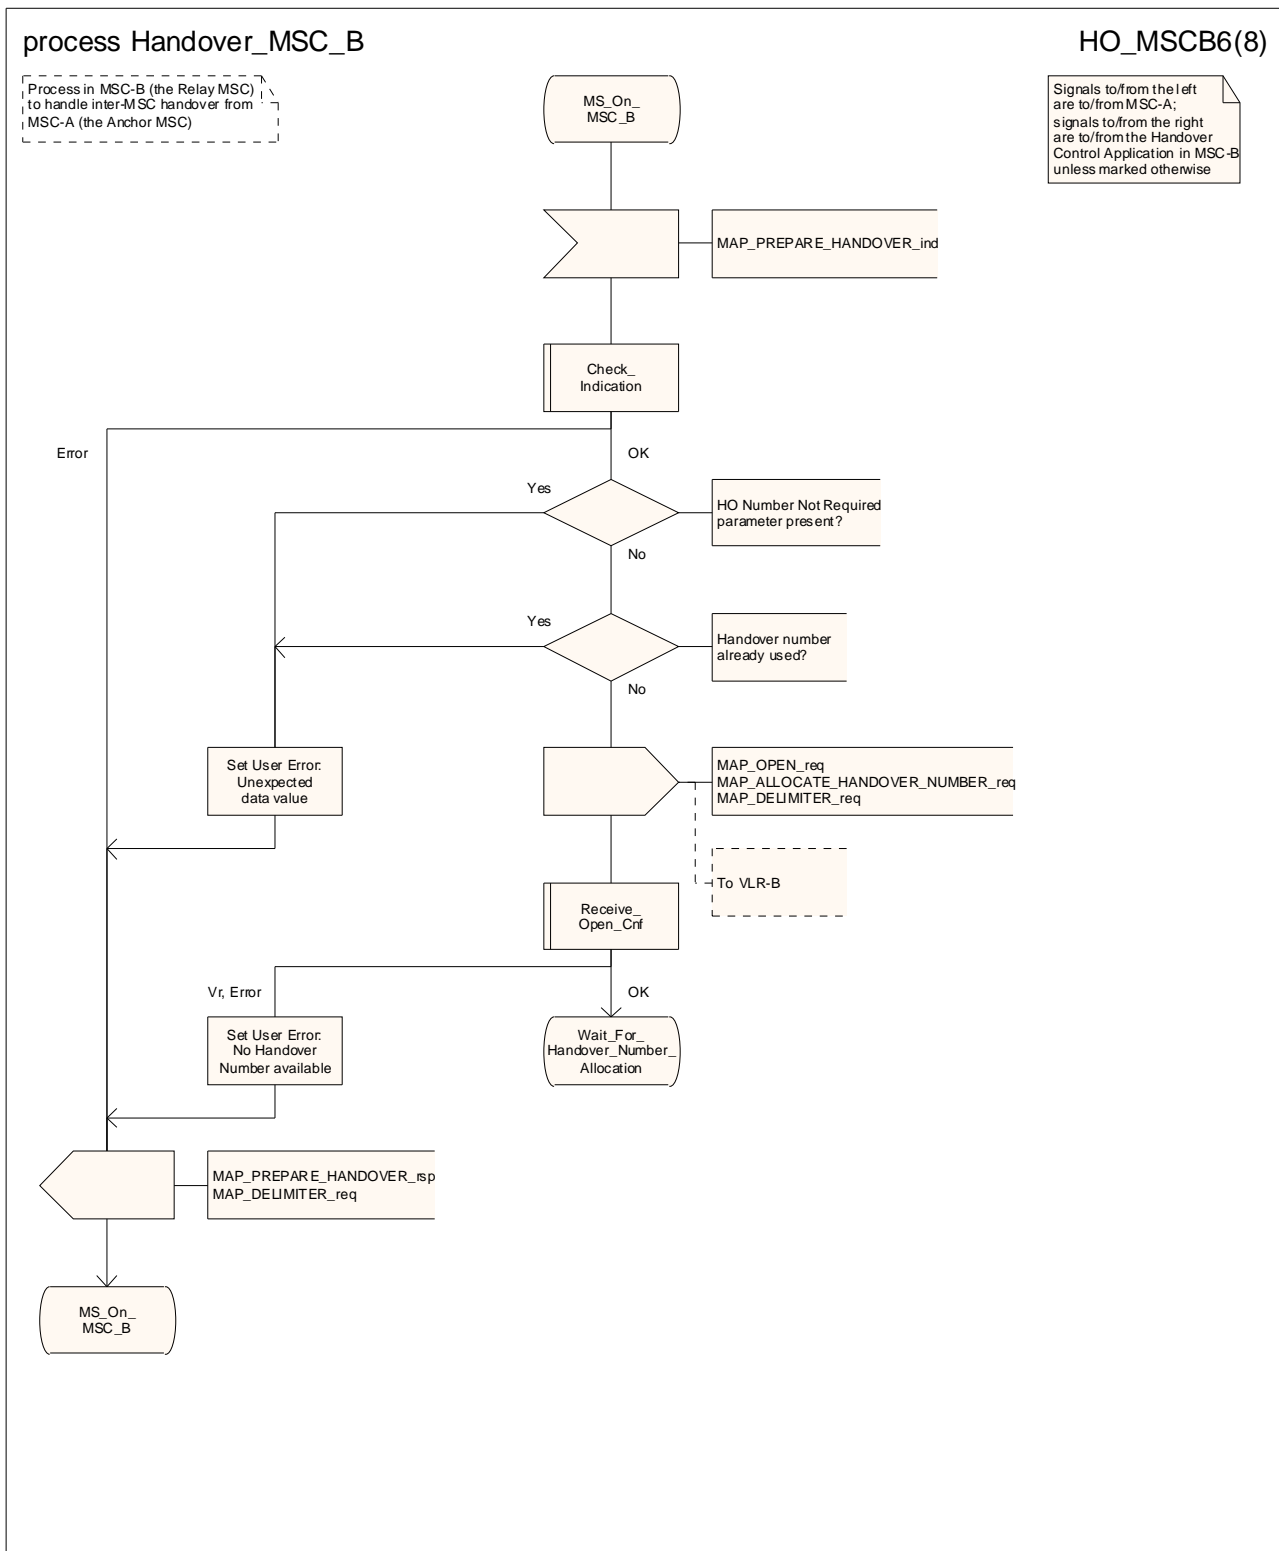 process Handover_MSC_B
HO_MSCB6(8)
Process in MSC-B (the Relay MSC)
to handle inter-MSC handover from
MSC-A (the Anchor MSC)
MS_On_
MSC_B
Signals to/from the left
are to/from MSC-A;
signals to/from the right
are to/from the Handover
Control Application in MSC-B
unless marked otherwise
MAP_PREPARE_HANDOVER_ind
Check_
Indication
Error
OK
Yes
HO Number Not Required
parameter present?
No
Yes
Handover number
already used?
No
Set User Error:
Unexpected
data value
MAP_OPEN_req
MAP_ALLOCATE_HANDOVER_NUMBER_req
MAP_DELIMITER_req
To VLR-B
Receive_
Open_Cnf
Vr, Error
OK
Set User Error:
No Handover
Number available
Wait_For_
Handover_Number_
Allocation
MAP_PREPARE_HANDOVER_rsp
MAP_DELIMITER_req
MS_On_
MSC_B